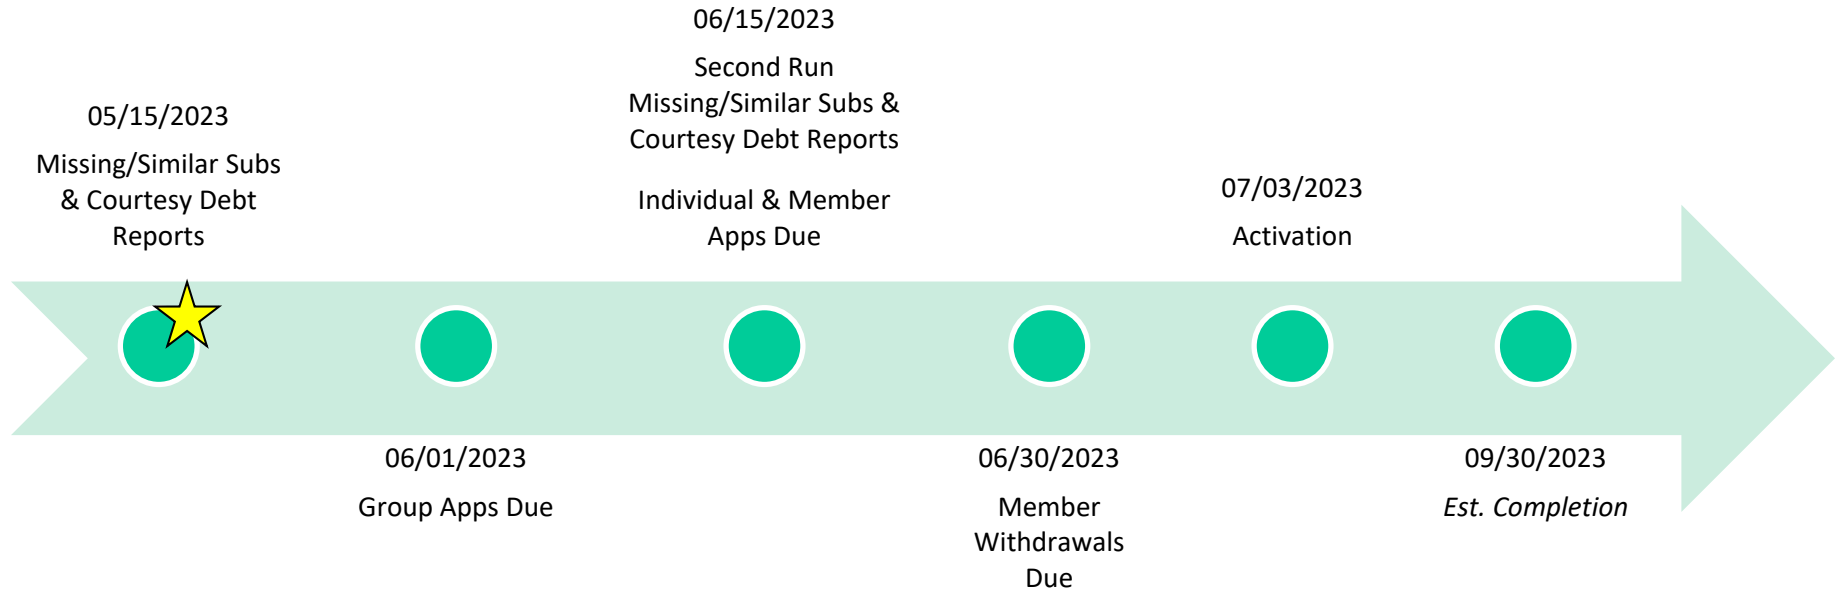 05/15/2023
Missing/Similar Subs
& Courtesy Debt
Reports
06/01/2023
Group Apps Due
06/15/2023
Second Run
Missing/Similar Subs &
Courtesy Debt Reports
Individual & Member
Apps Due
06/30/2023
Member
Withdrawals
Due
07/03/2023
Activation
09/30/2023
Est. Completion